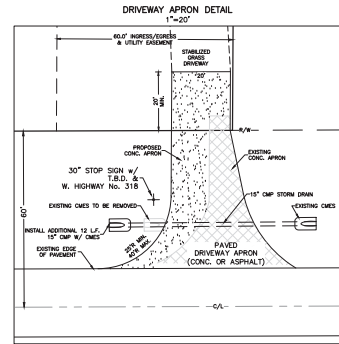 DRIVEWAY APRON DETAIL
1"=20'
60.0' INGRESS/EGRESS
& UTILITY EASEMENT
STABILIZED
GRASS
DRIVEWAY
20'
20'
MIN.
R/W
PROPOSED
CONC. APRON
EXISTING
CONC. APRON
30" STOP SIGN w/
T.B.D. &
W. HIGHWAY No. 318
15" CMP STORM DRAIN
EXISTING CMES TO BE REMOVED
EXISTING CMES
INSTALL ADDITIONAL 12 L.F.
15" CMP W/ CMES
60'
25'R MIN.
40'R MAX.
EXISTING EDGE
OF PAVEMENT
PAVED
DRIVEWAY APRON
(CONC. OR ASPHALT)
C/L